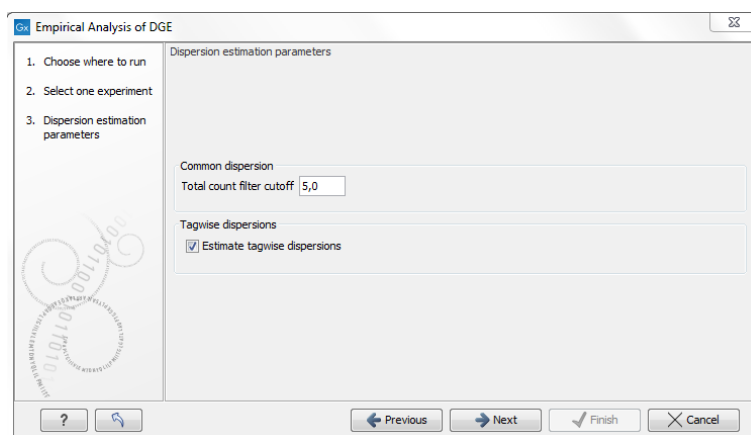 Gx Empirical Analysis of DGE
1. Choose where to run
2. Select one experiment
3. Dispersion estimation
parameters
Dispersion estimation parameters
Common dispersion
Total count filter cutoff 5,0
Tagwise dispersions
Estimate tagwise dispersions
? Previous Next Finish Cancel